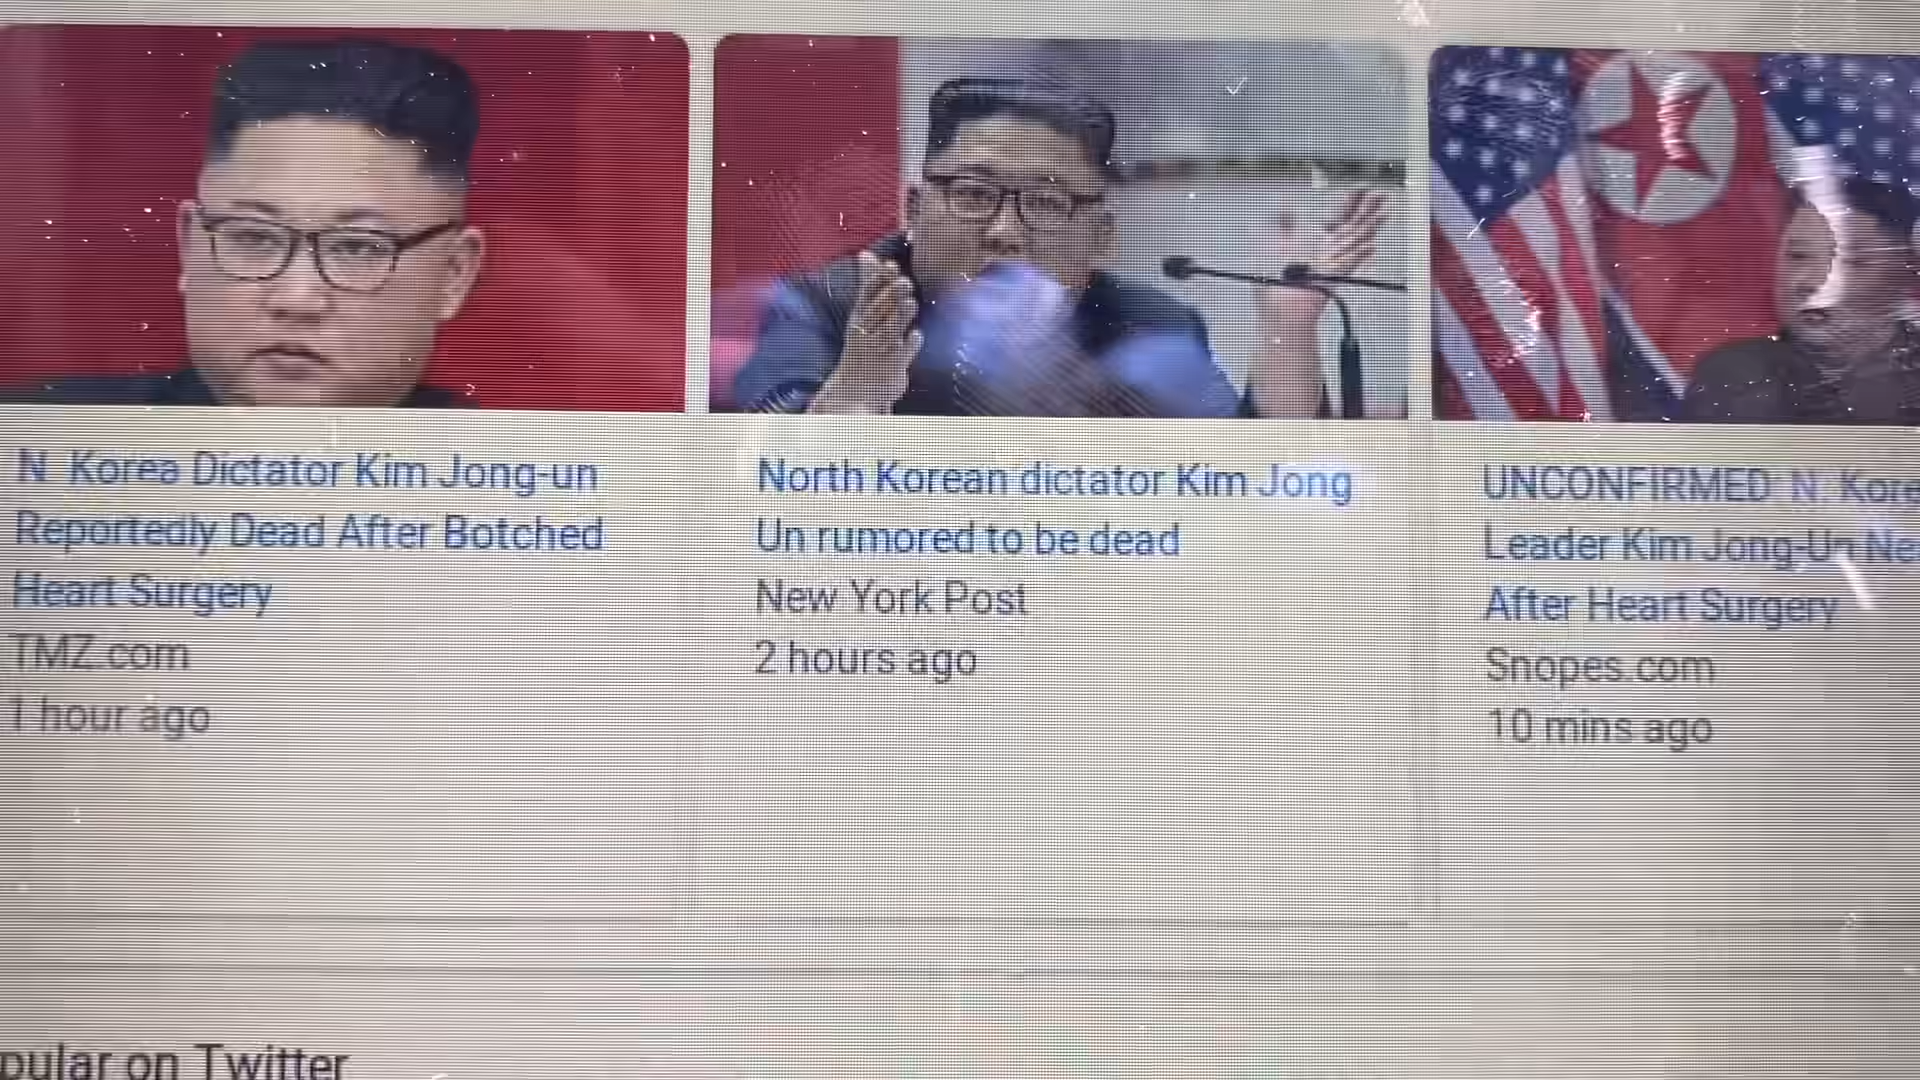 N. Korea Dictator Kim Jong-un
Reportedly Dead After Botched
Heart Surgery
TMZ.com
1 hour ago
North Korean dictator Kim Jong
Un rumored to be dead
New York Post
2 hours ago
UNCONFIRMED: N.
Leader Kim Jong-Un
After Heart Surgery
Snopes.com
10 mins ago
pular on Twitter